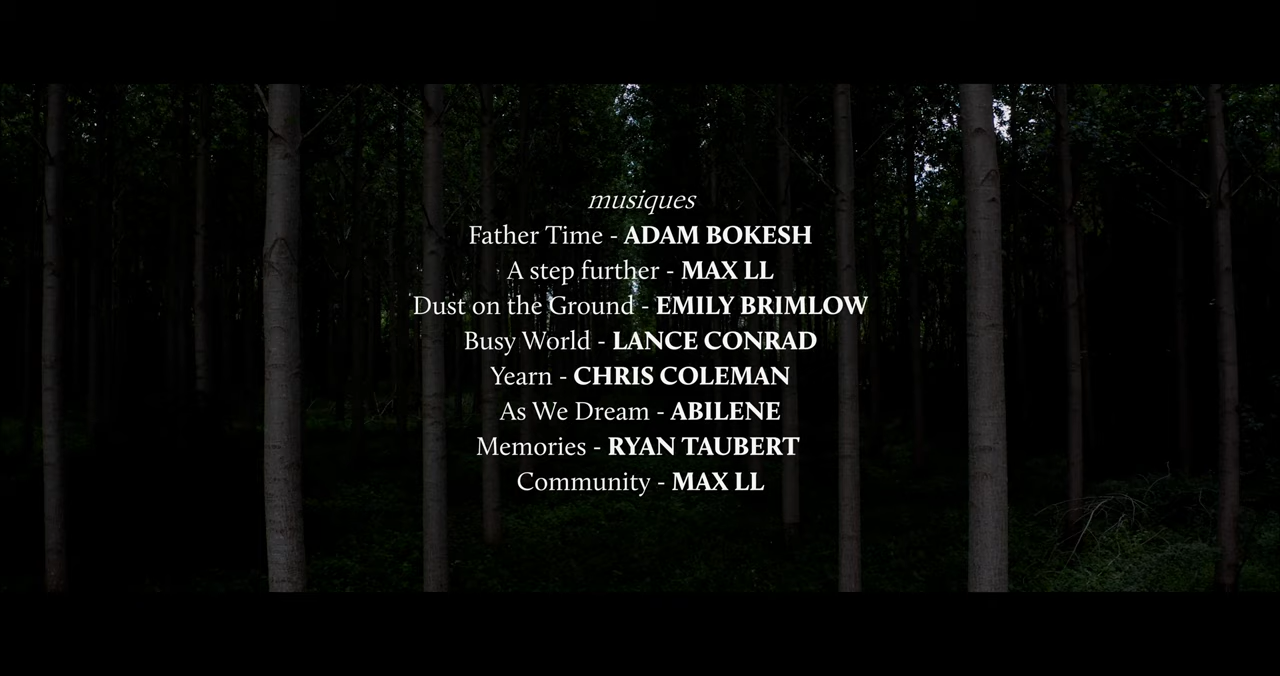 musiques
Father Time - ADAM BOKESH
A step further - MAX LL
Dust on the Ground - EMILY BRIMLOW
Busy World - LANCE CONRAD
Yearn - CHRIS COLEMAN
As We Dream - ABILENE
Memories - RYAN TAUBERT
Community - MAX LL